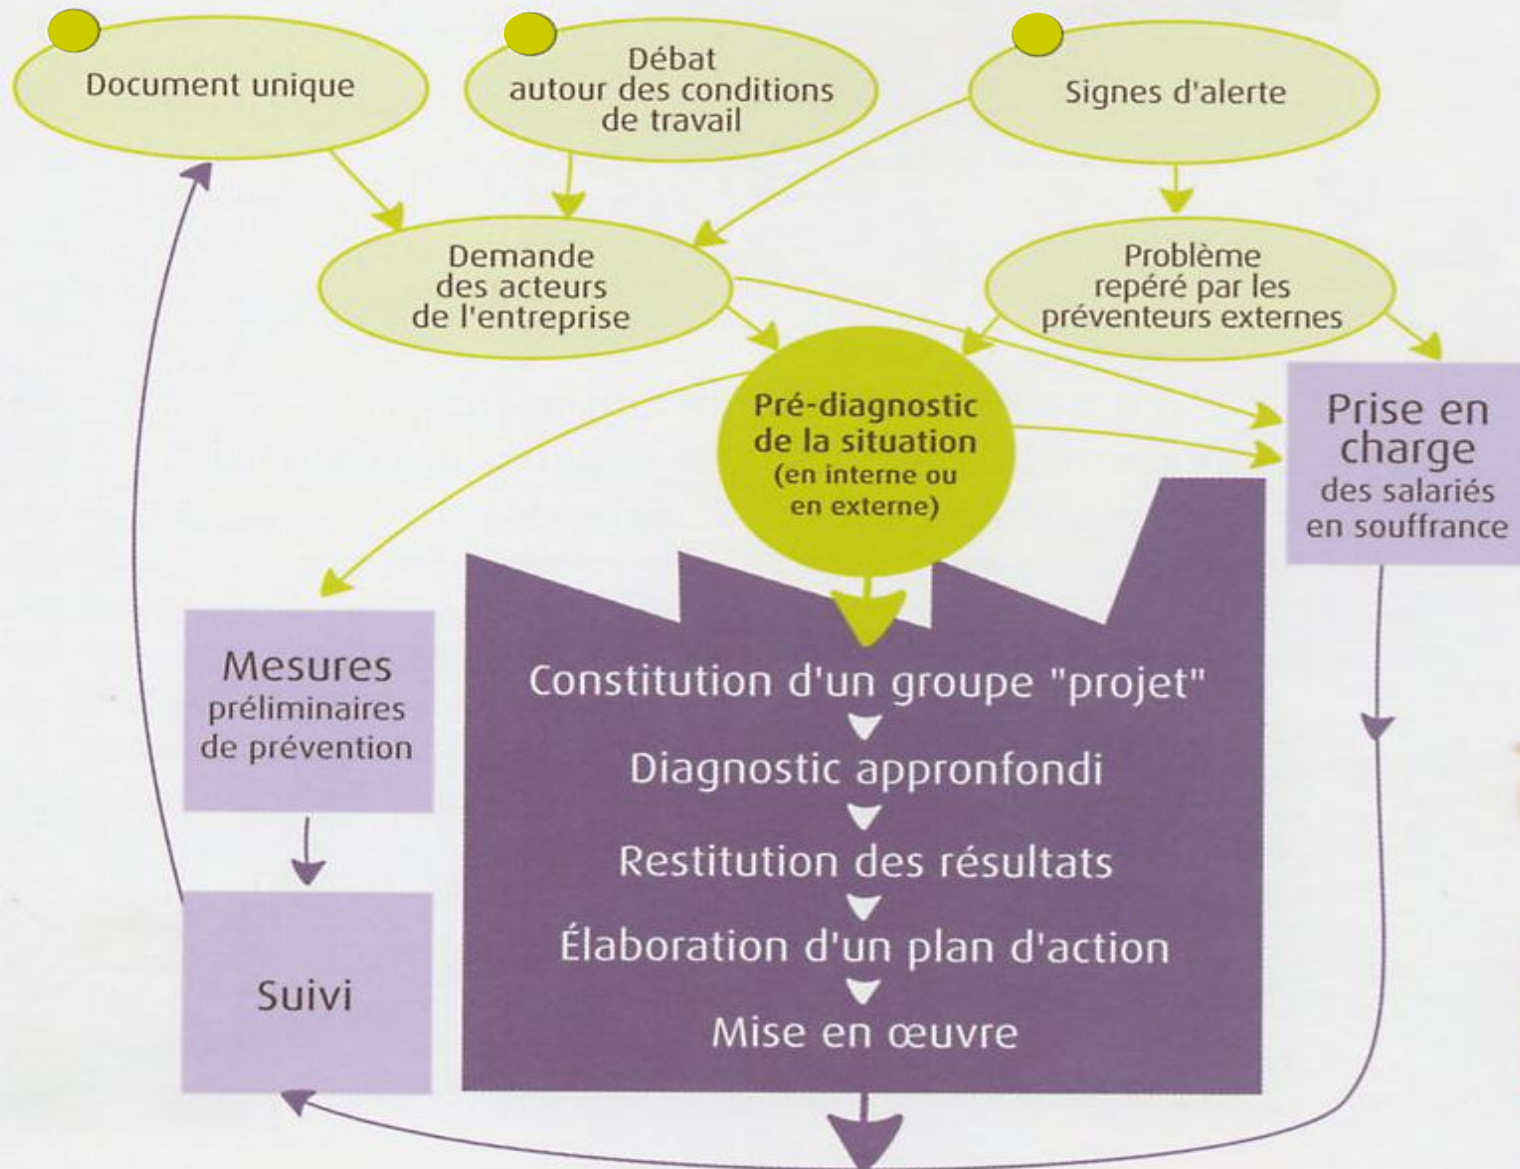 Document unique
Débat
autour des conditions
de travail
Signes d'alerte
Demande
des acteurs
de l'entreprise
Problème
repéré par les
préventeurs externes
Pré-diagnostic
de la situation
(en interne ou
en externe)
Prise en
charge
des salariés
en souffrance
Mesures
préliminaires
de prévention
Constitution d'un groupe "projet"
Diagnostic appronfondi
Restitution des résultats
Élaboration d'un plan d'action
Mise en œuvre
Suivi